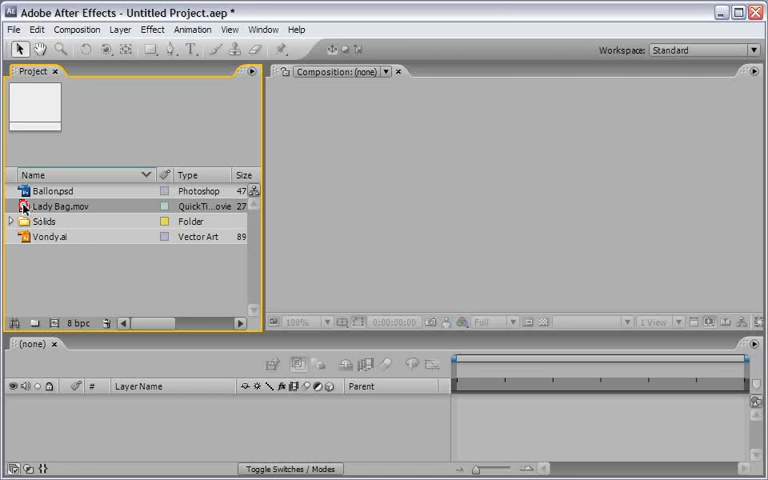 Ae Adobe After Effects - Untitled Project.aep *
File Edit Composition Layer Effect Animation View Window Help
Workspace: Standard
Project Composition: (none)
Name Type Size
Ballon.psd Photoshop 47
Lady Bag.mov QuickTi...ovie 27
Solids Folder
Vondy.ai Vector Art 89
8 bpc 100% 0:00:00:00 Full 1 View
(none)
# Layer Name Parent
Toggle Switches / Modes